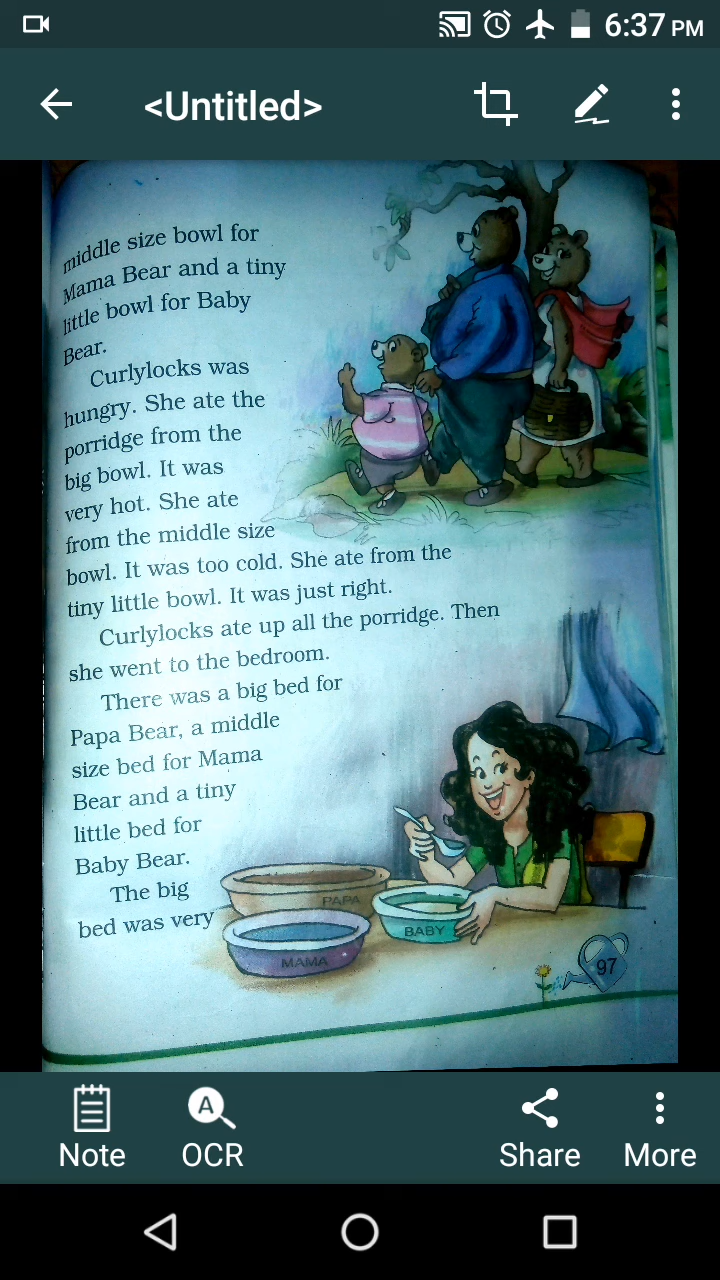 6:37 PM
<Untitled>
middle size bowl for
Mama Bear and a tiny
little bowl for Baby
Bear.
Curlylocks was
hungry. She ate the
porridge from the
big bowl. It was
very hot. She ate
from the middle size
bowl. It was too cold. She ate from the
tiny little bowl. It was just right.
Curlylocks ate up all the porridge. Then
she went to the bedroom.
There was a big bed for
Papa Bear, a middle
size bed for Mama
Bear and a tiny
little bed for
Baby Bear.
The big
bed was very
PAPA
BABY
MAMA
97
Note
A
OCR
Share
More